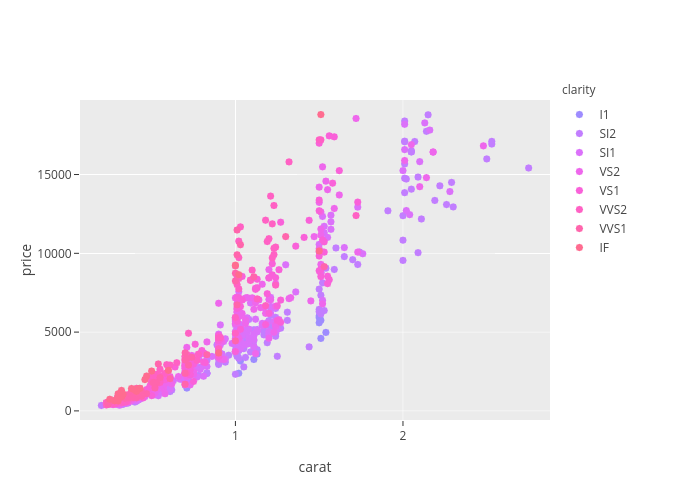 clarity
I1
SI2
SI1
VS2
VS1
VVS2
VVS1
IF
price
15000
10000
5000
0
1
2
carat